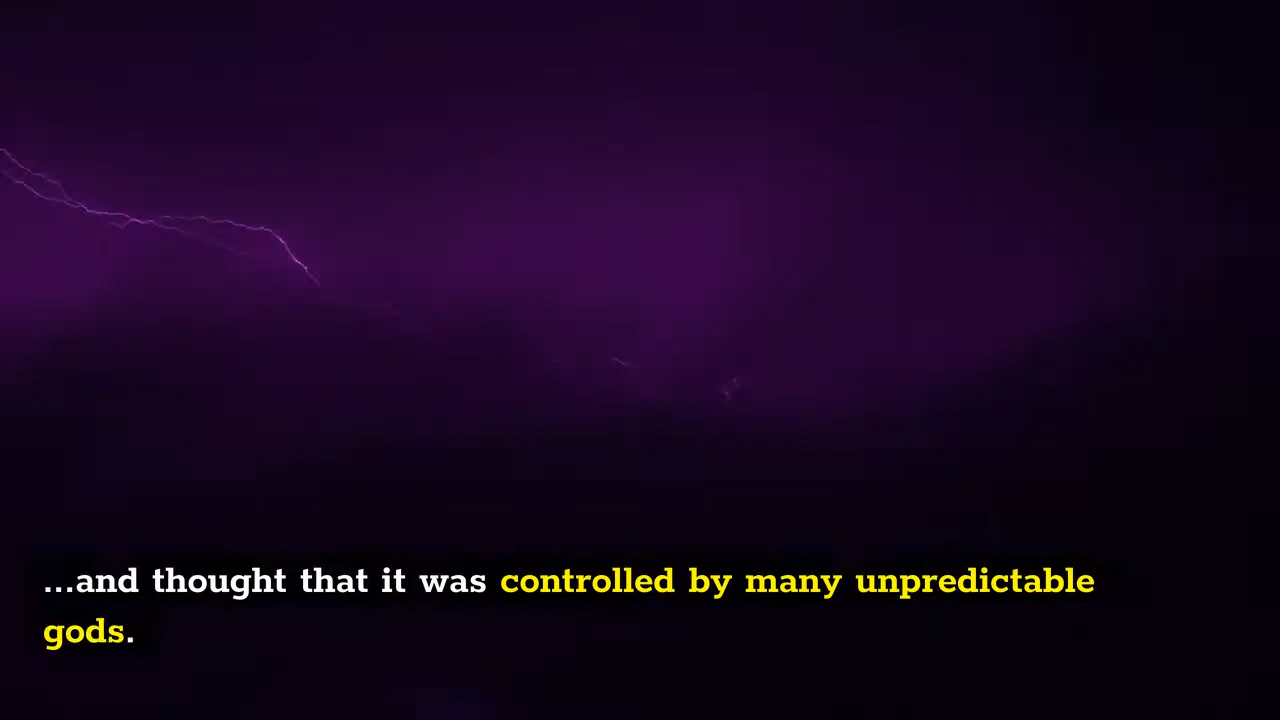 ...and thought that it was controlled by many unpredictable
gods.